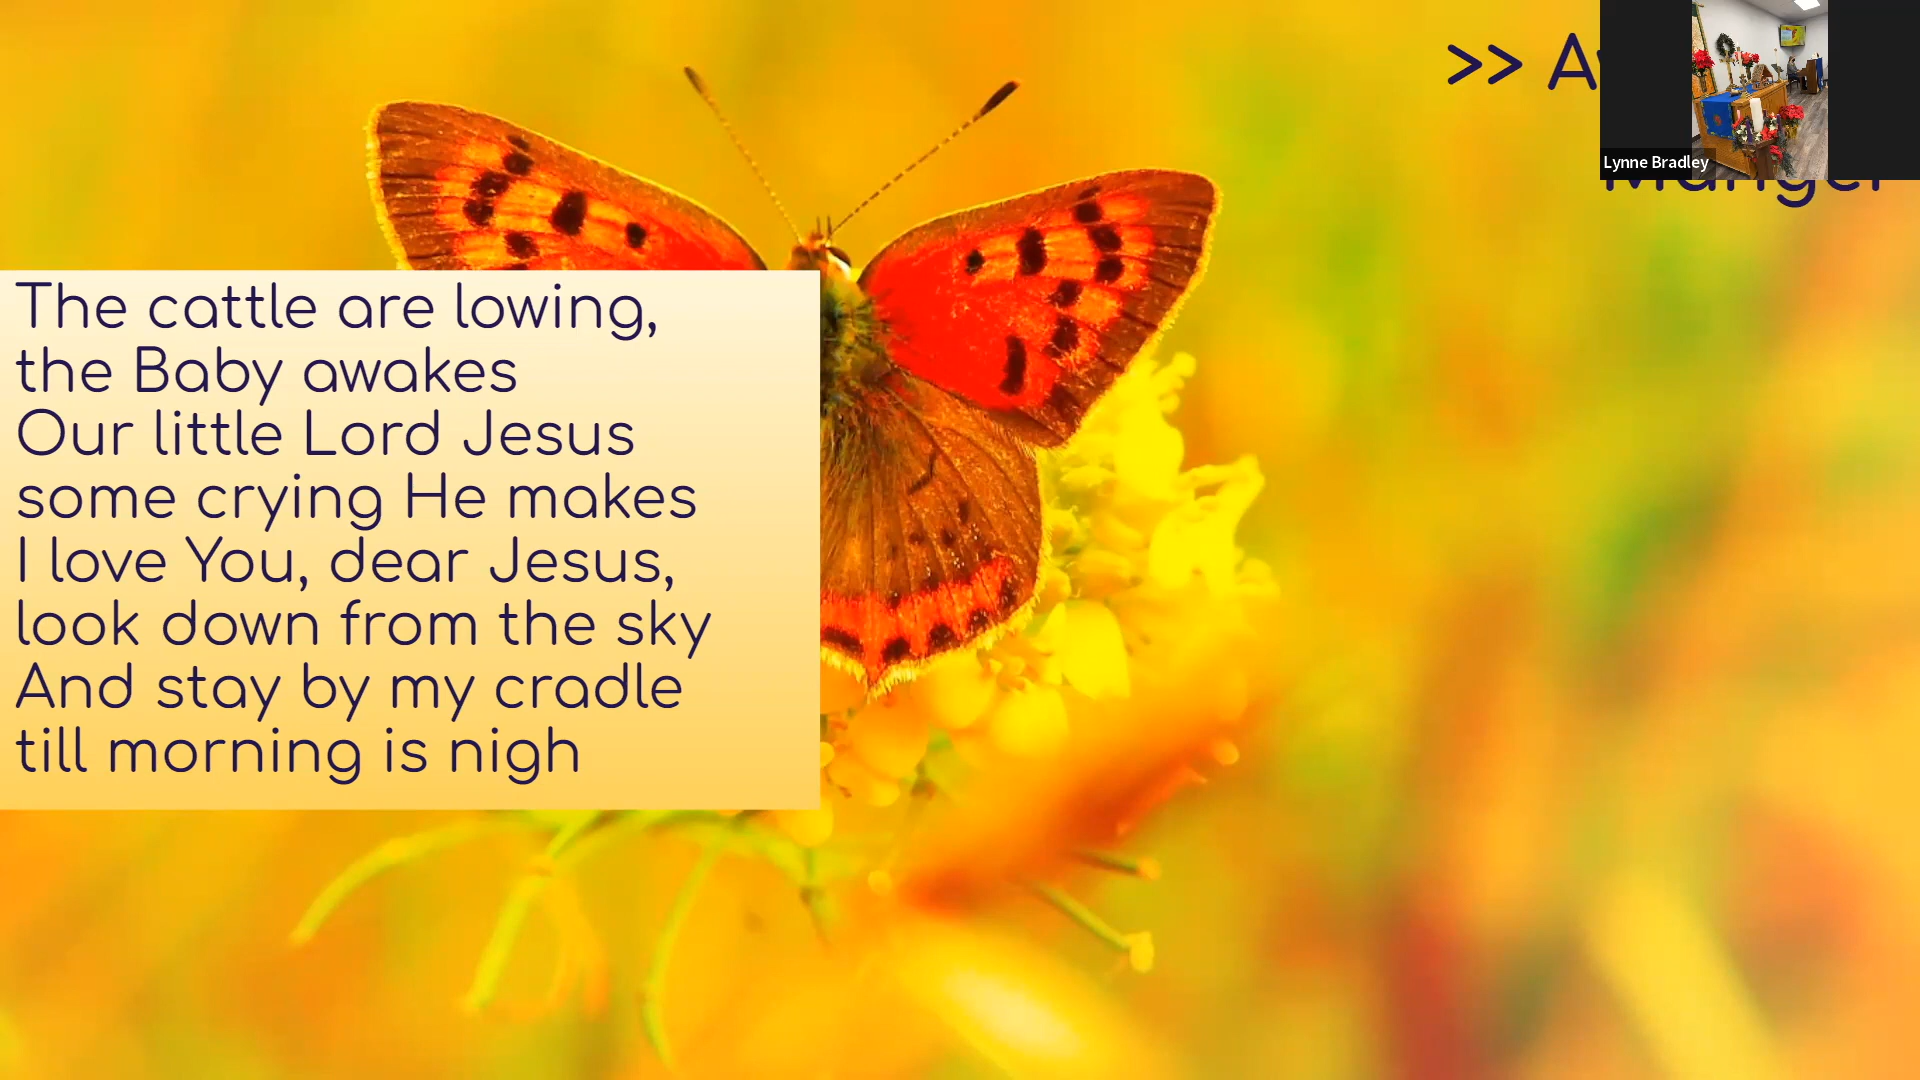 >> A
Lynne Bradley
Manger
The cattle are lowing,
the Baby awakes
Our little Lord Jesus
some crying He makes
I love You, dear Jesus,
look down from the sky
And stay by my cradle
till morning is nigh